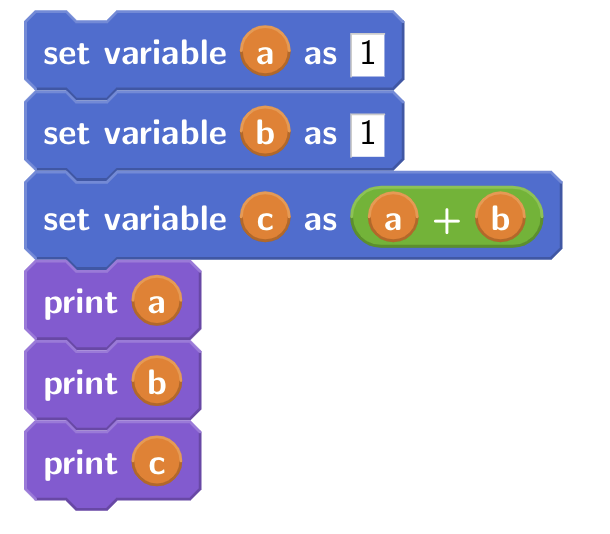 set variable a as 1
set variable b as 1
set variable c as a + b
print a
print b
print c